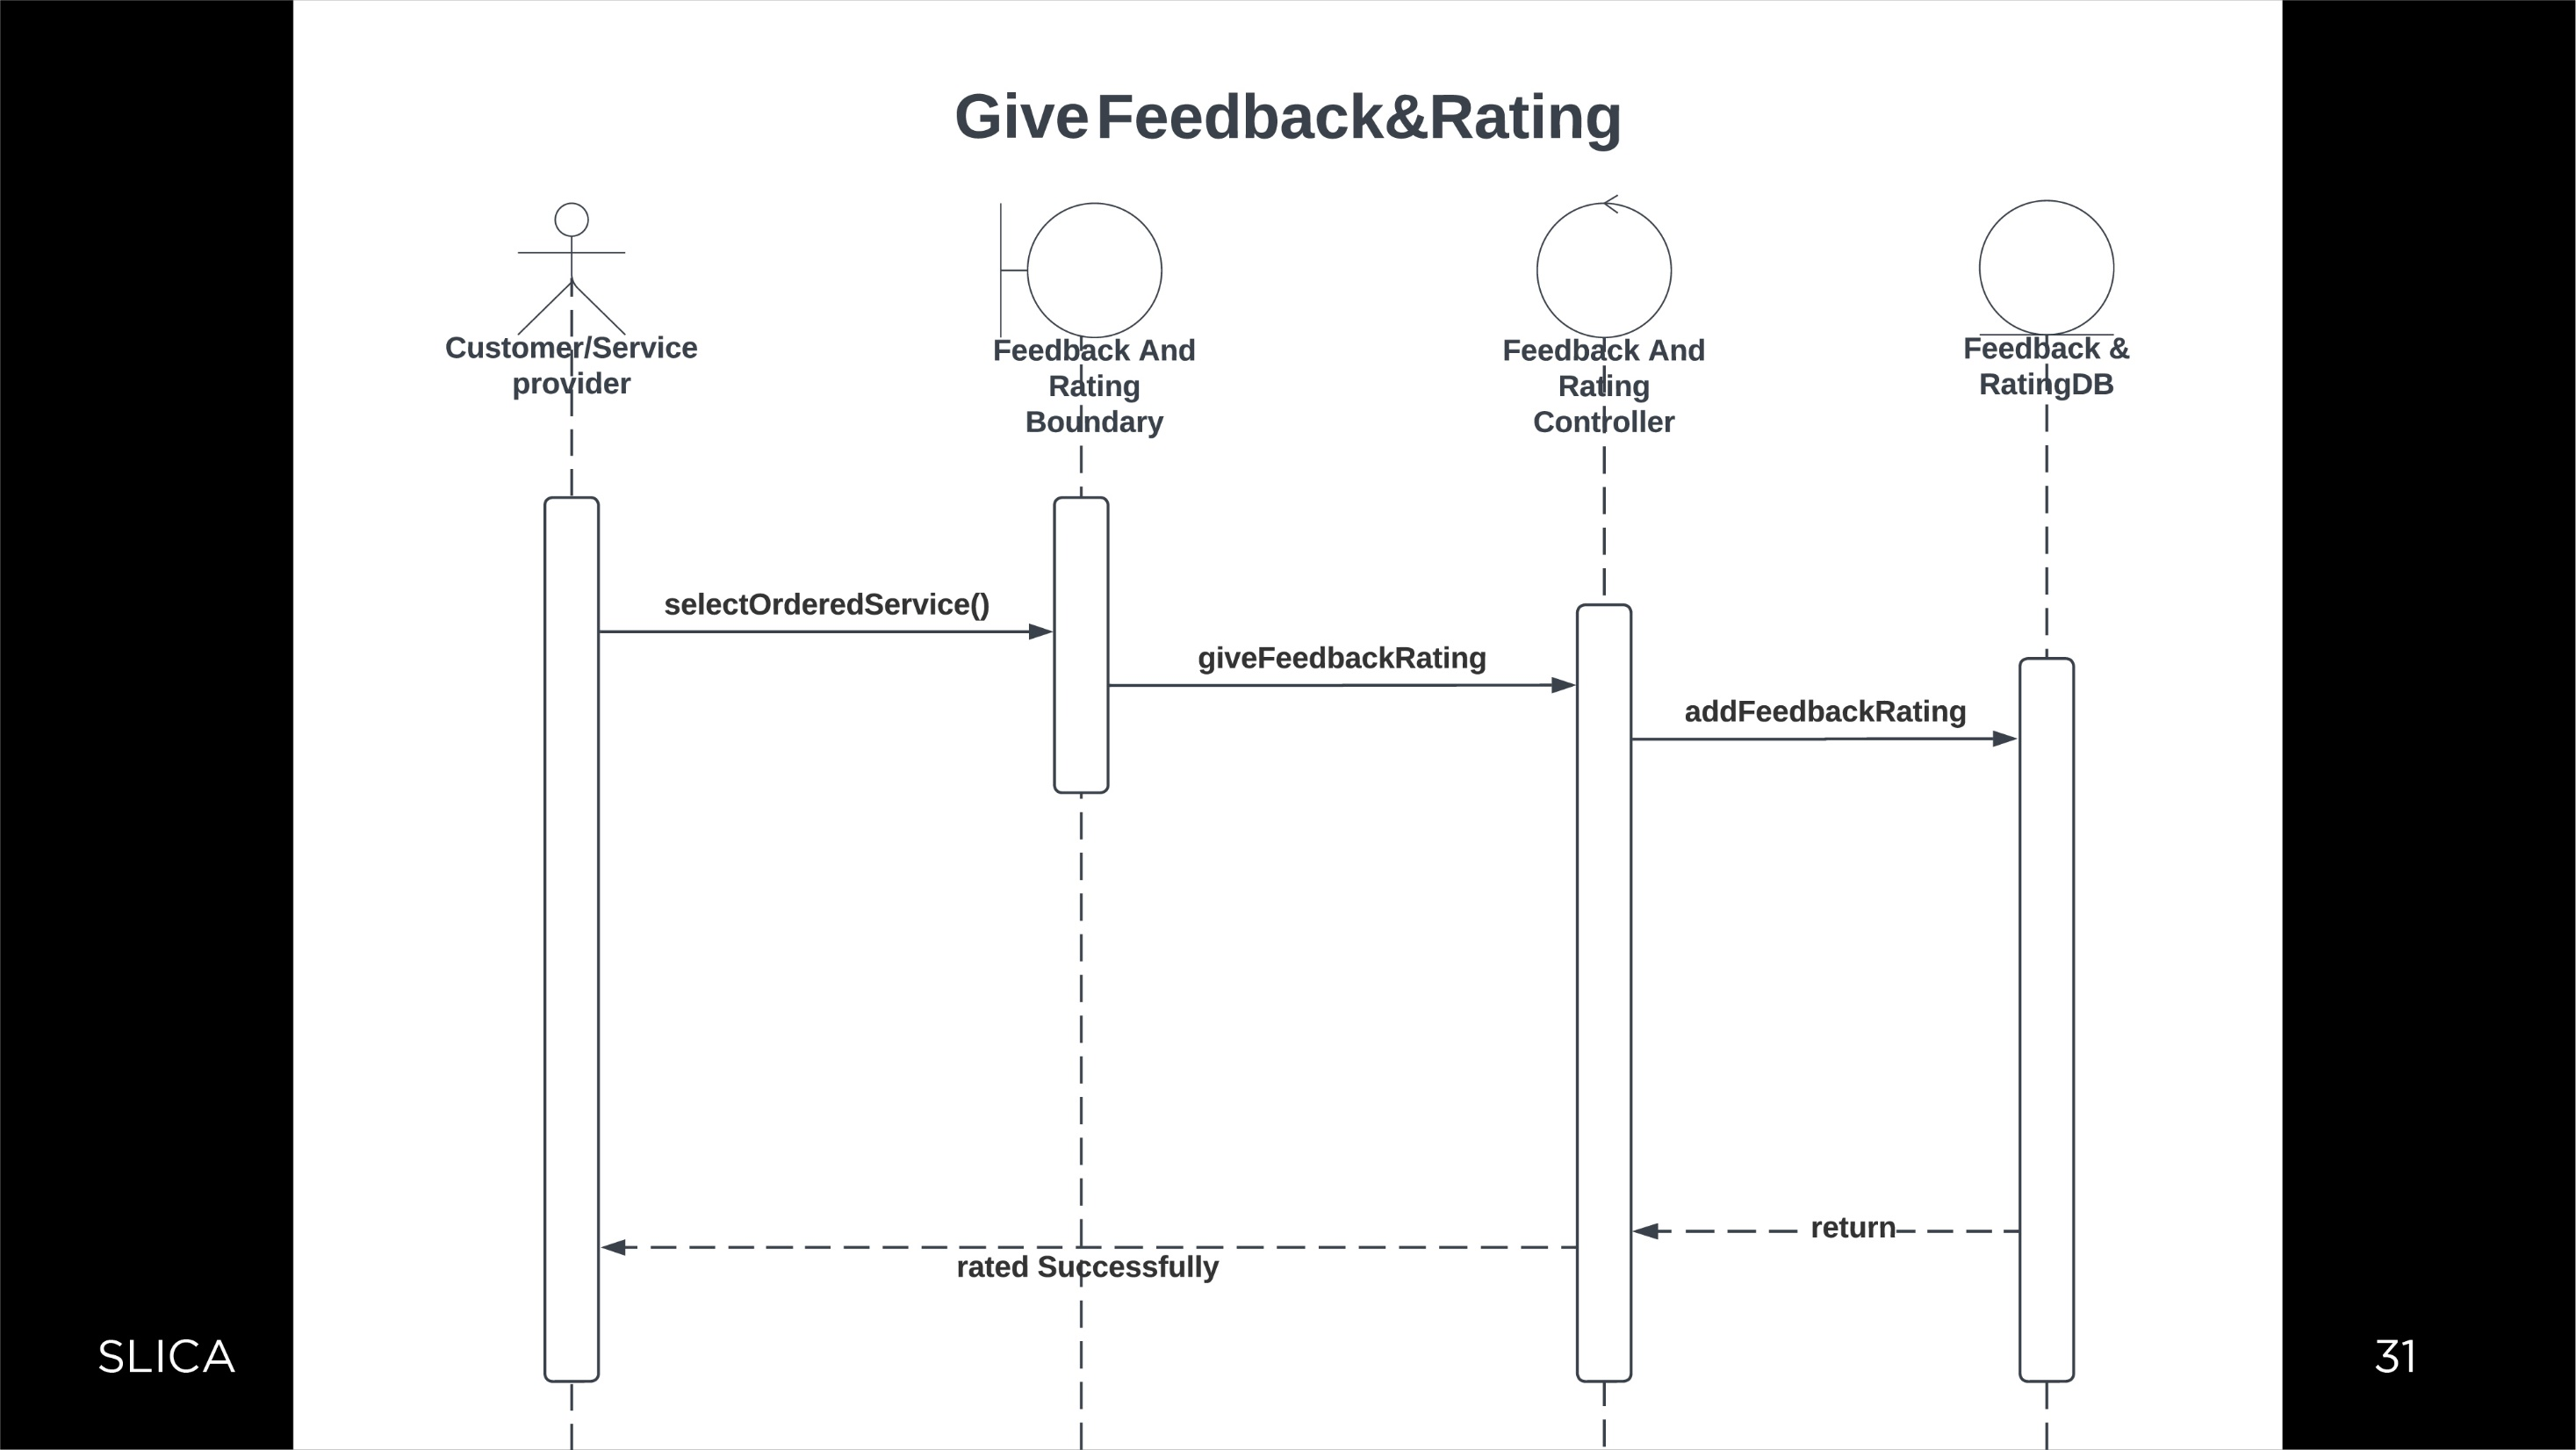 Give Feedback&Rating
Customer/Service
provider
Feedback And
Rating
Boundary
Feedback And
Rating
Controller
Feedback &
RatingDB
selectOrderedService()
giveFeedbackRating
addFeedbackRating
return
rated Successfully
SLICA
31